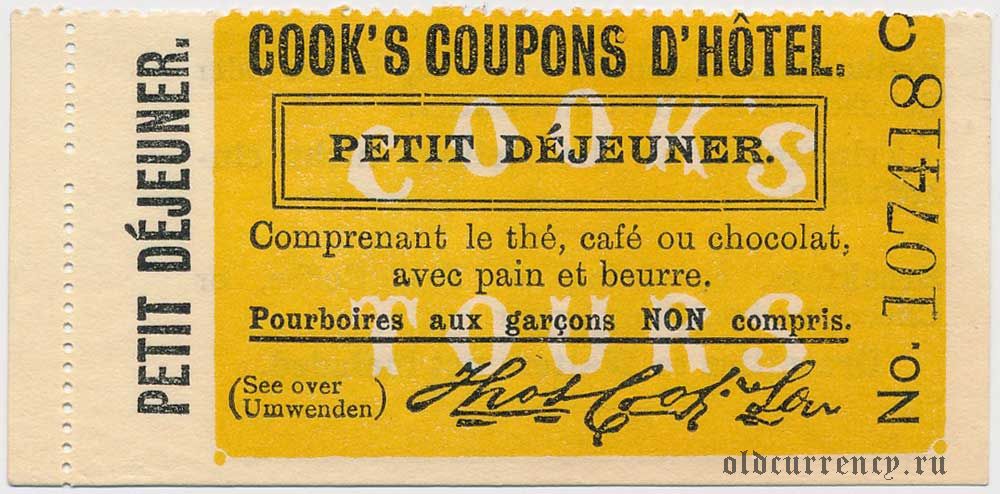 PETIT DÉJEUNER.
COOK'S COUPONS D'HÔTEL.
COOK'S
PETIT DÉJEUNER.
Comprenant le thé, café ou chocolat,
avec pain et beurre.
TOURS
Pourboires aux garçons NON compris.
(See over
Umwenden)
Thos Cook & Son
No. 107418 C
oldcurrency.ru